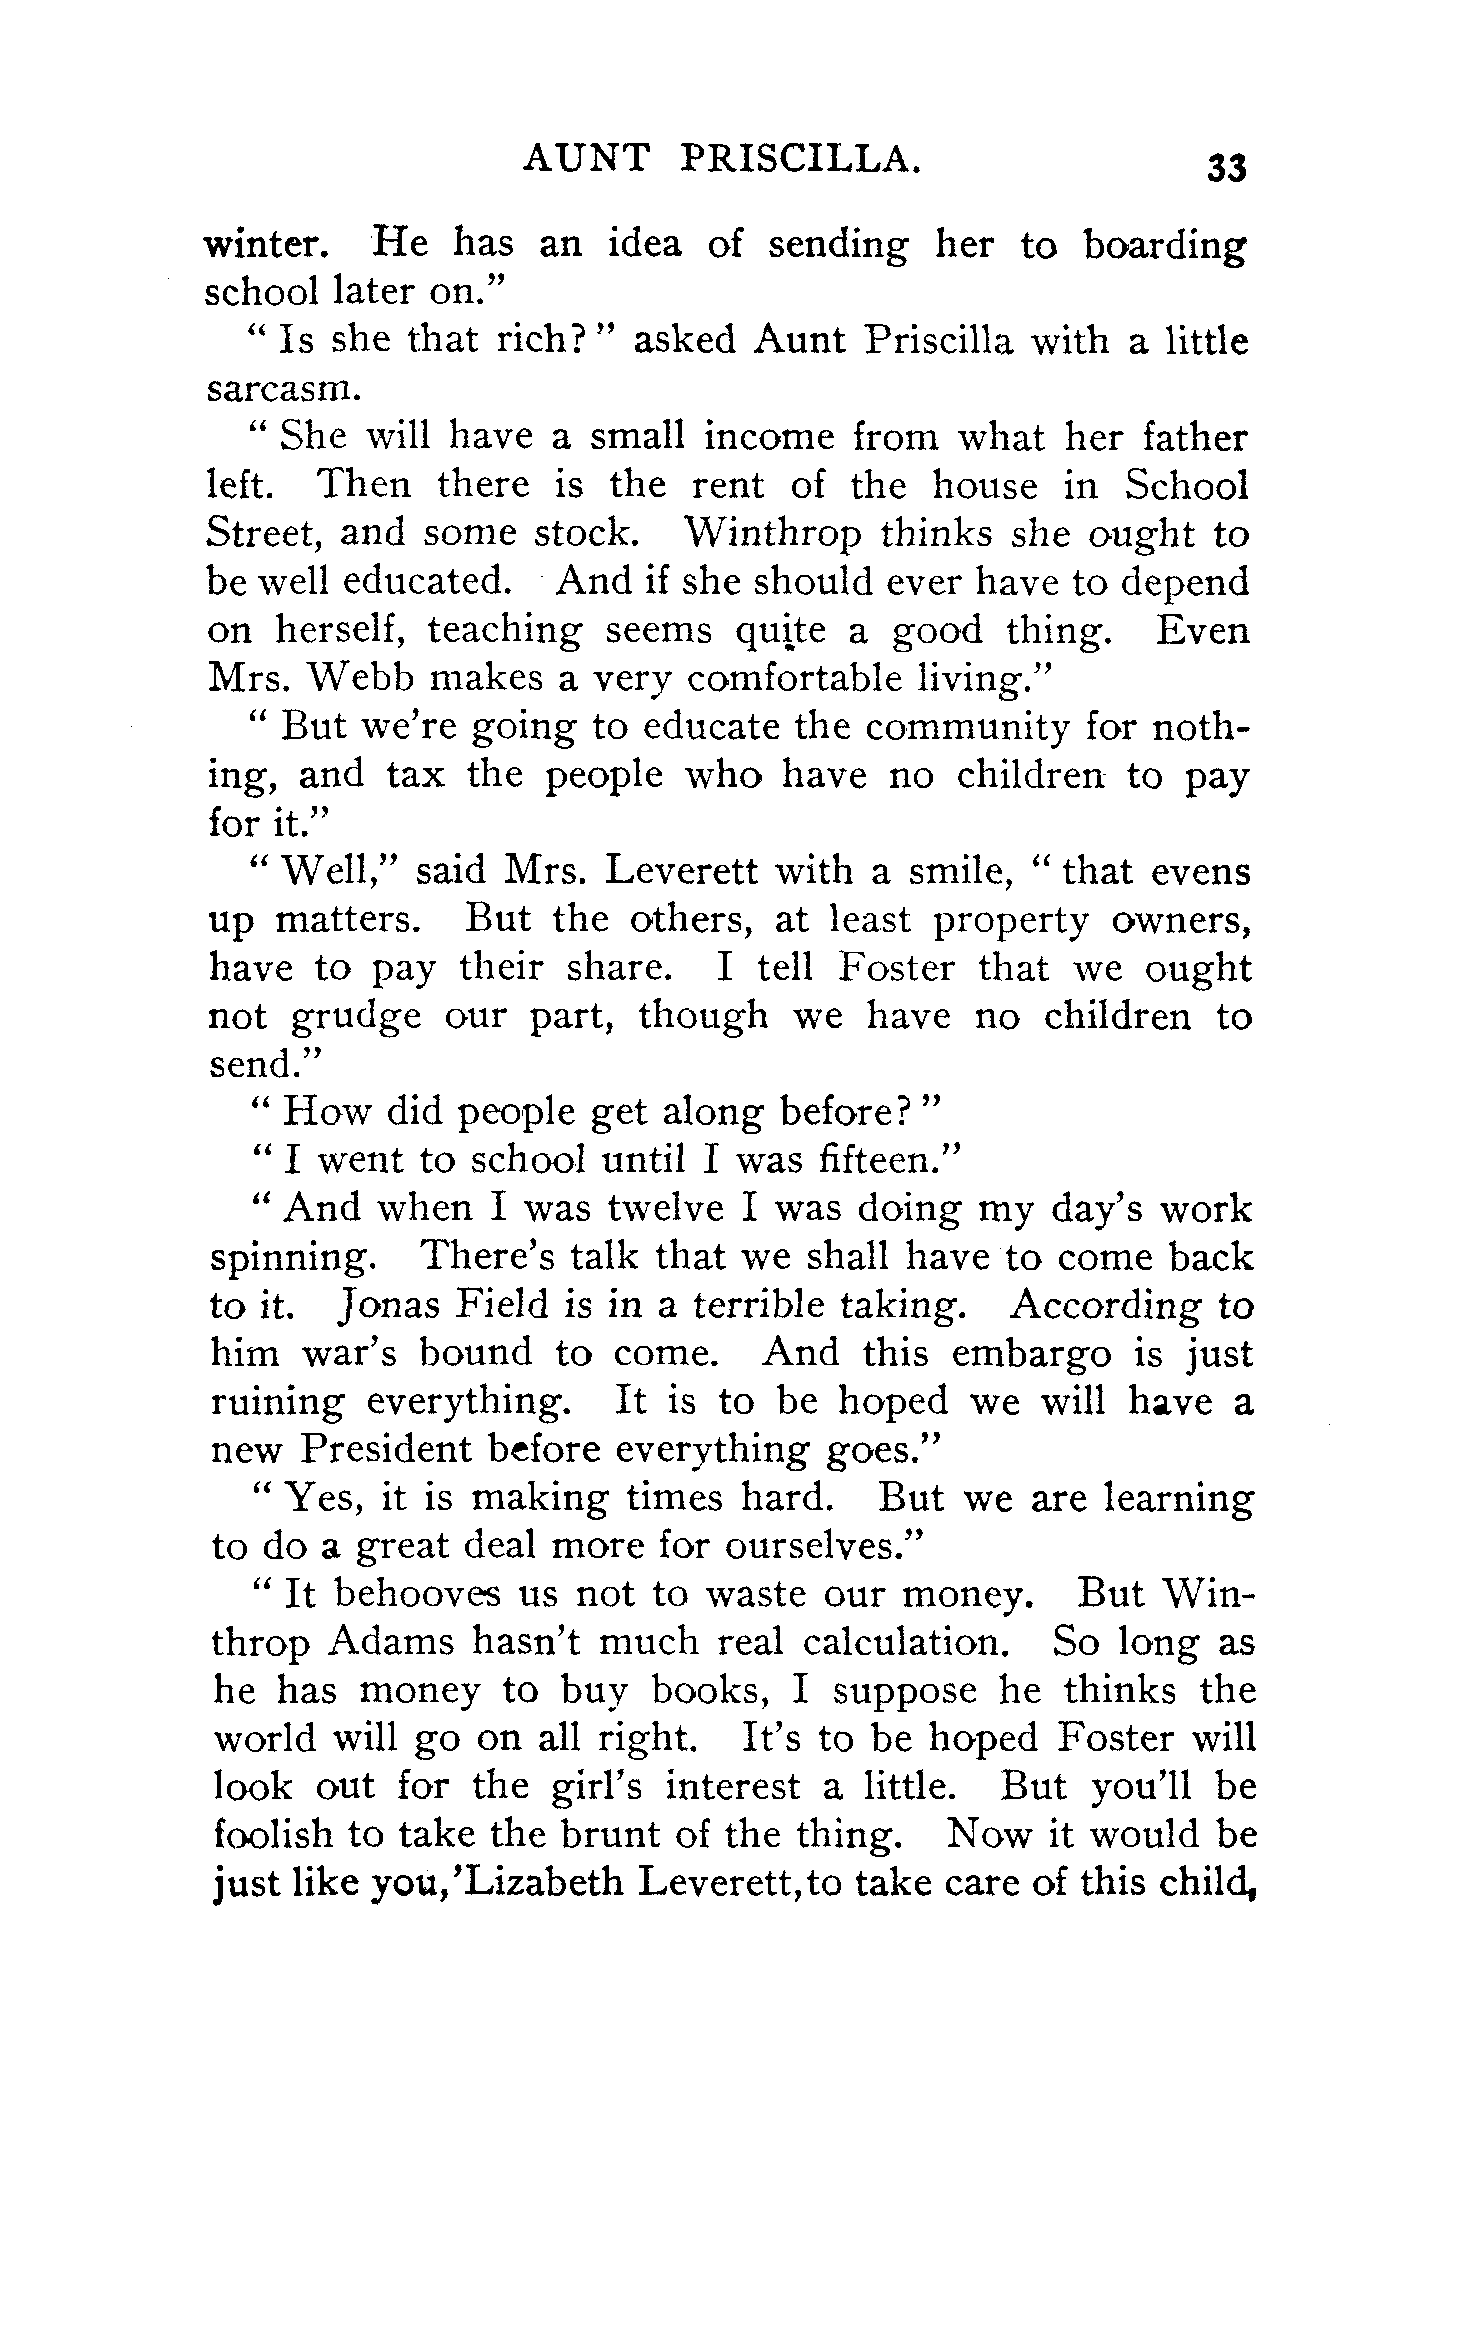 AUNT PRISCILLA. 33
winter. He has an idea of sending her to boarding
school later on.”
“ Is she that rich? ” asked Aunt Priscilla with a little
sarcasm.
“ She will have a small income from what her father
left. Then there is the rent of the house in School
Street, and some stock. Winthrop thinks she ought to
be well educated. And if she should ever have to depend
on herself, teaching seems quite a good thing. Even
Mrs. Webb makes a very comfortable living.”
“ But we’re going to educate the community for noth-
ing, and tax the people who have no children to pay
for it.”
“ Well,” said Mrs. Leverett with a smile, “ that evens
up matters. But the others, at least property owners,
have to pay their share. I tell Foster that we ought
not grudge our part, though we have no children to
send.”
“ How did people get along before? ”
“ I went to school until I was fifteen.”
“ And when I was twelve I was doing my day’s work
spinning. There’s talk that we shall have to come back
to it. Jonas Field is in a terrible taking. According to
him war’s bound to come. And this embargo is just
ruining everything. It is to be hoped we will have a
new President before everything goes.”
“ Yes, it is making times hard. But we are learning
to do a great deal more for ourselves.”
“ It behooves us not to waste our money. But Win-
throp Adams hasn’t much real calculation. So long as
he has money to buy books, I suppose he thinks the
world will go on all right. It’s to be hoped Foster will
look out for the girl’s interest a little. But you’ll be
foolish to take the brunt of the thing. Now it would be
just like you,’Lizabeth Leverett,to take care of this child,